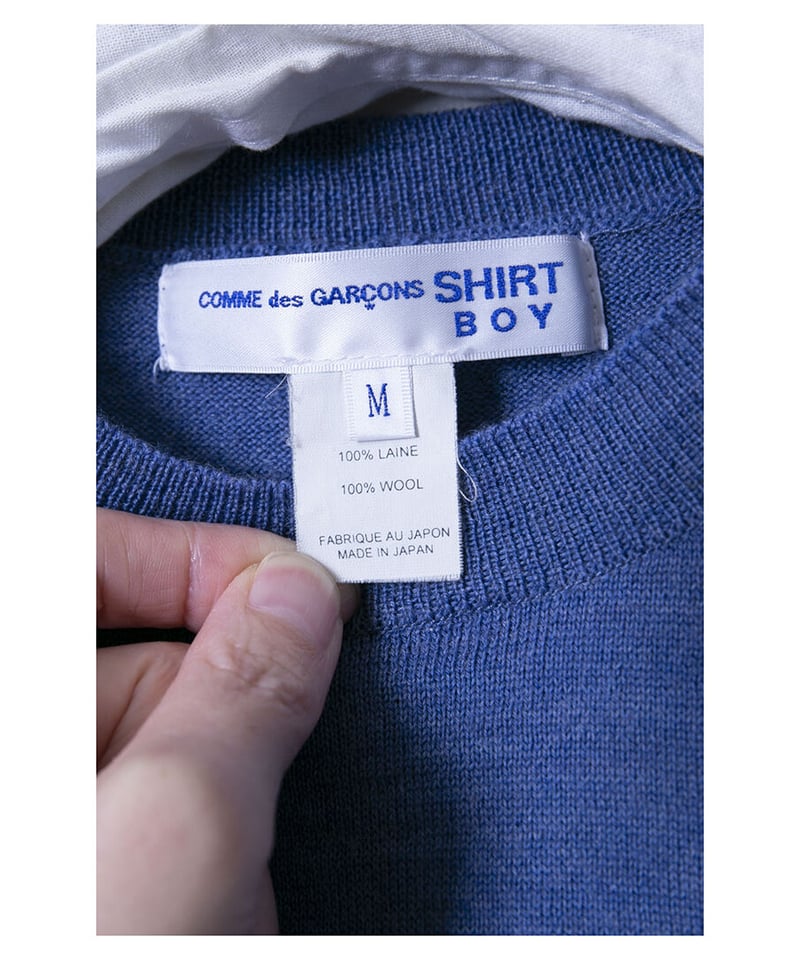 COMME des GARÇONS SHIRT
BOY
M
100% LAINE
100% WOOL
FABRIQUE AU JAPON
MADE IN JAPAN